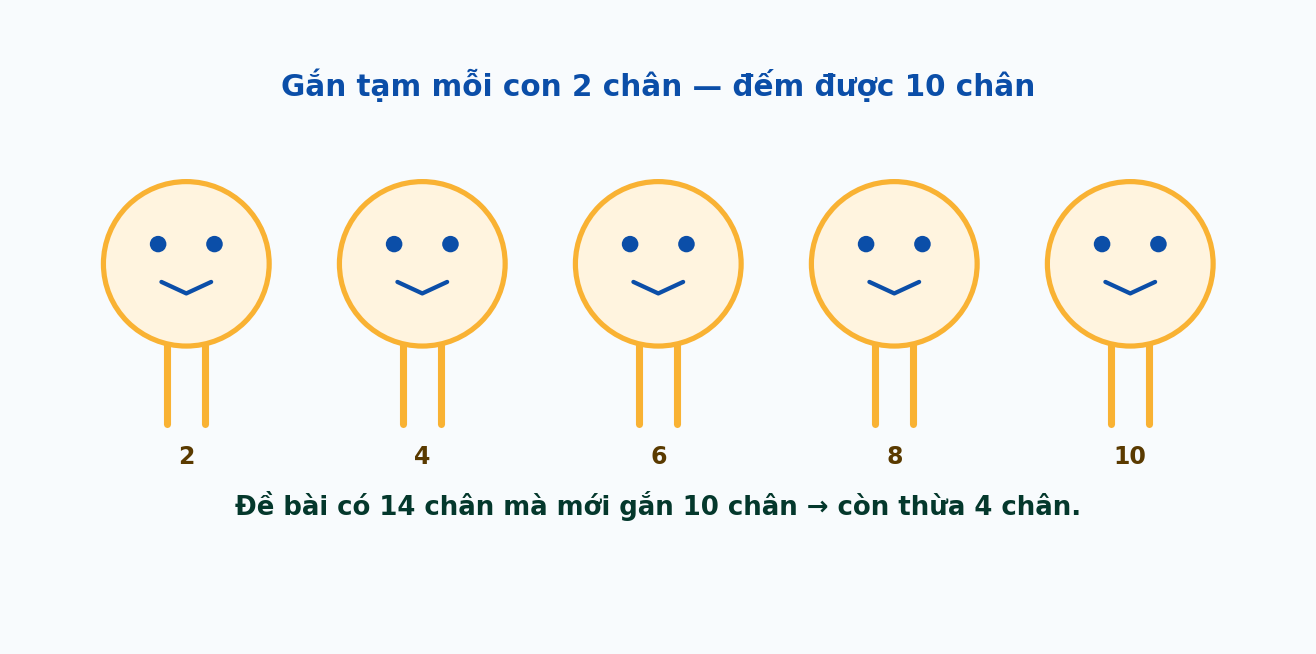 Gắn tạm mỗi con 2 chân — đếm được 10 chân
2 4 6 8 10
Đề bài có 14 chân mà mới gắn 10 chân → còn thừa 4 chân.